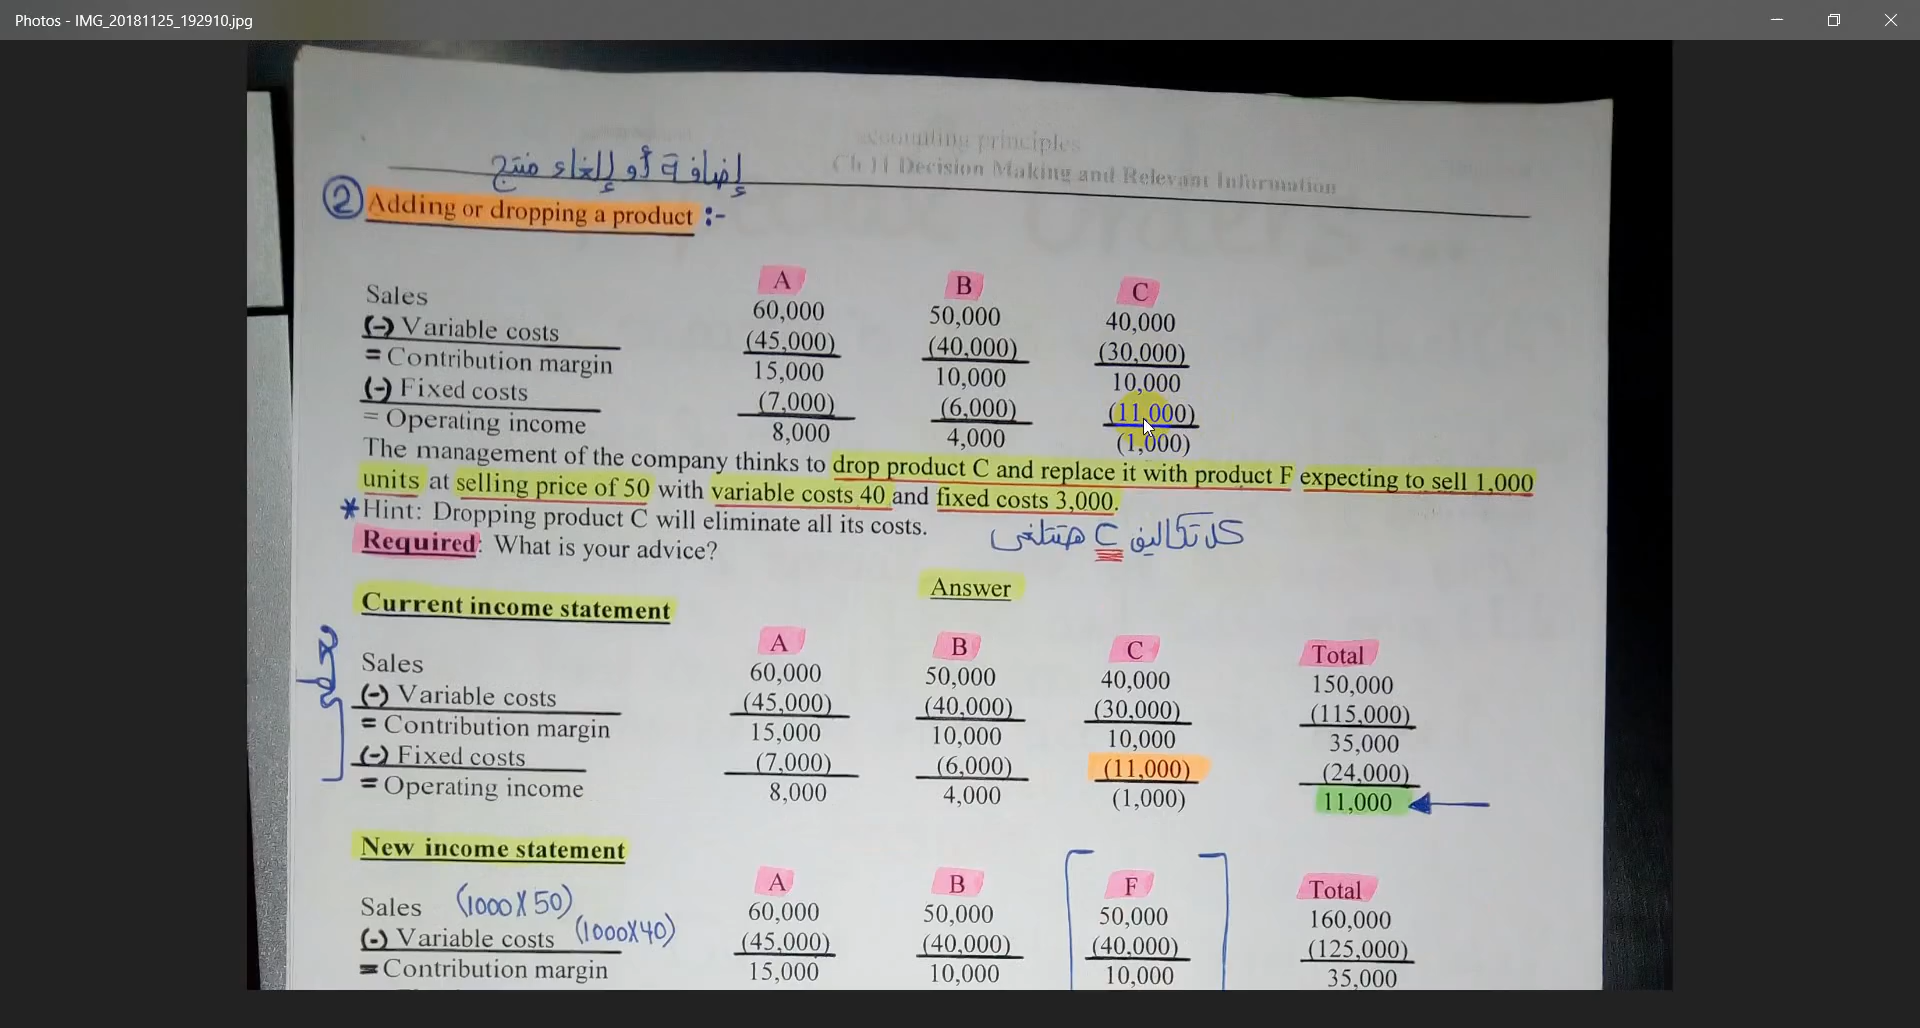 Photos - IMG_20181125_192910.jpg
accounting principles
Ch 11 Decision Making and Relevant Information
إضافة أو إلغاء منتج
2 Adding or dropping a product :-
A B C
Sales 60,000 50,000 40,000
(-) Variable costs (45,000) (40,000) (30,000)
= Contribution margin 15,000 10,000 10,000
(-) Fixed costs (7,000) (6,000) (11,000)
= Operating income 8,000 4,000 (1,000)
The management of the company thinks to drop product C and replace it with product F expecting to sell 1,000
units at selling price of 50 with variable costs 40 and fixed costs 3,000.
*Hint: Dropping product C will eliminate all its costs.
كل تكاليف C هتتلغى
Required: What is your advice?
Answer
Current income statement
A B C Total
Sales 60,000 50,000 40,000 150,000
(-) Variable costs (45,000) (40,000) (30,000) (115,000)
= Contribution margin 15,000 10,000 10,000 35,000
(-) Fixed costs (7,000) (6,000) (11,000) (24,000)
= Operating income 8,000 4,000 (1,000) 11,000
New income statement
A B F Total
Sales (1000X50) 60,000 50,000 50,000 160,000
(-) Variable costs (1000X40) (45,000) (40,000) (40,000) (125,000)
= Contribution margin 15,000 10,000 10,000 35,000